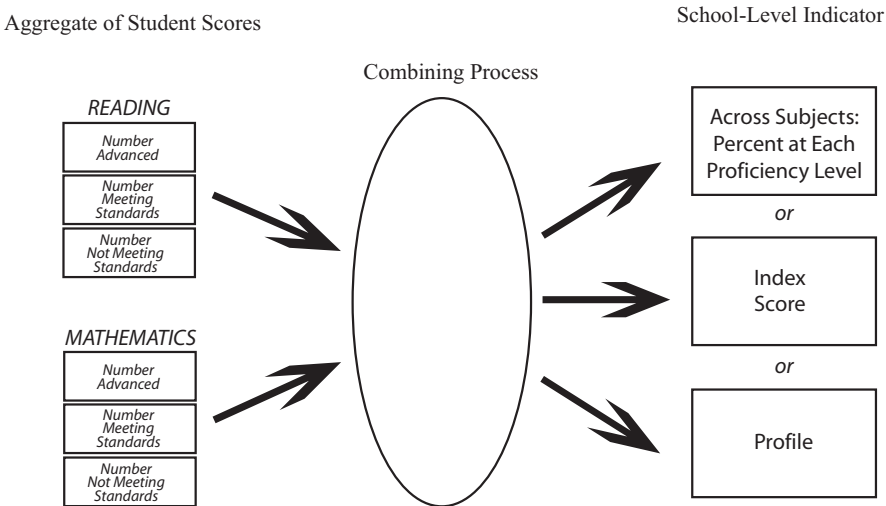 Aggregate of Student Scores
School-Level Indicator
Combining Process
READING
Number
Advanced
Number
Meeting
Standards
Number
Not Meeting
Standards
MATHEMATICS
Number
Advanced
Number
Meeting
Standards
Number
Not Meeting
Standards
Across Subjects:
Percent at Each
Proficiency Level
or
Index
Score
or
Profile